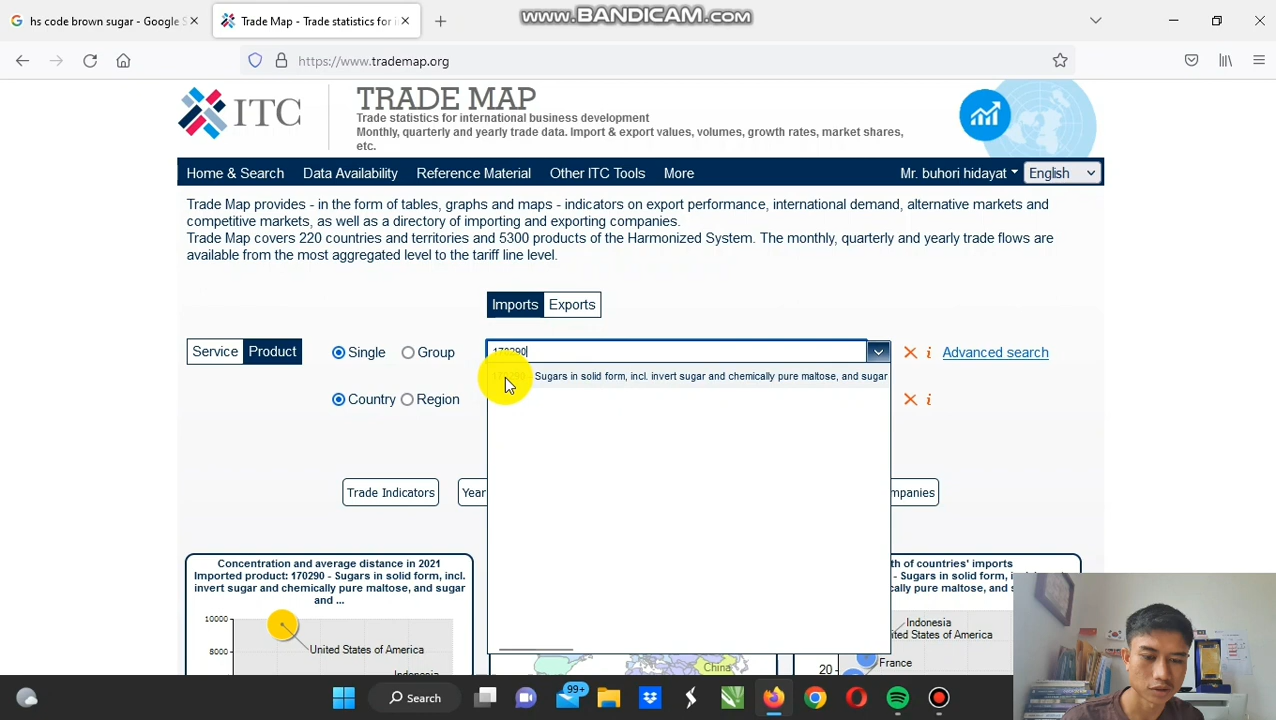 www.BANDICAM.com
hs code brown sugar - Google S
Trade Map - Trade statistics for i
https://www.trademap.org
ITC
TRADE MAP
Trade statistics for international business development
Monthly, quarterly and yearly trade data. Import & export values, volumes, growth rates, market shares,
etc.
Home & Search Data Availability Reference Material Other ITC Tools More Mr. buhori hidayat English
Trade Map provides - in the form of tables, graphs and maps - indicators on export performance, international demand, alternative markets and
competitive markets, as well as a directory of importing and exporting companies.
Trade Map covers 220 countries and territories and 5300 products of the Harmonized System. The monthly, quarterly and yearly trade flows are
available from the most aggregated level to the tariff line level.
Imports Exports
Service Product Single Group 170290 Advanced search
Sugars in solid form, incl. invert sugar and chemically pure maltose, and sugar
Country Region
Trade Indicators Year mpanies
Concentration and average distance in 2021
Imported product: 170290 - Sugars in solid form, incl.
invert sugar and chemically pure maltose, and sugar
and ...
10000
8000
United States of America
China
th of countries' imports
- Sugars in solid form, i
cally pure maltose, and su
Indonesia
ited States of America
France
20
Search
99+